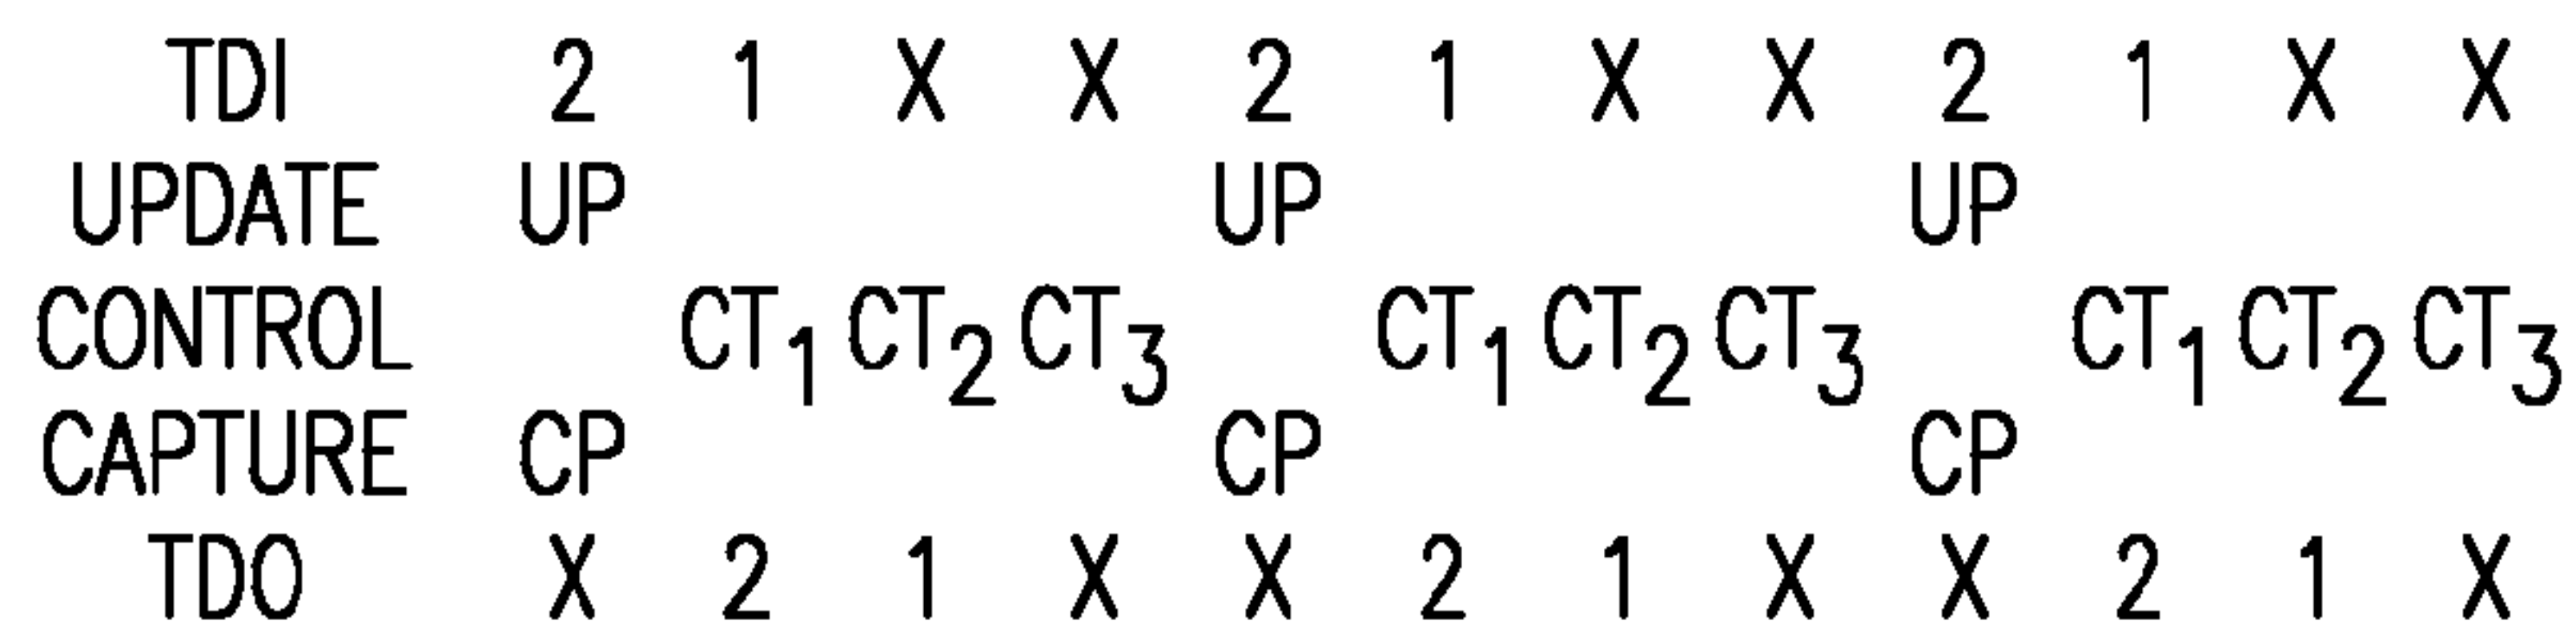 TDI 2 1 X X 2 1 X X 2 1 X X
UPDATE UP UP UP
CONTROL CT1 CT2 CT3 CT1 CT2 CT3 CT1 CT2 CT3
CAPTURE CP CP CP
TDO X 2 1 X X 2 1 X X 2 1 X